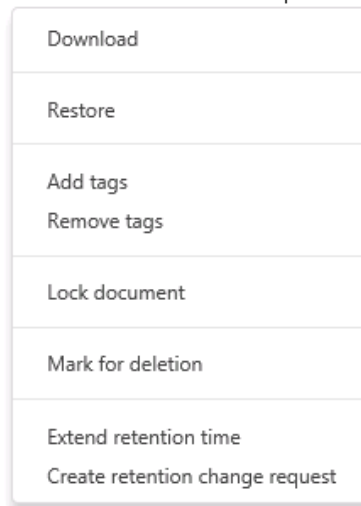 Download
Restore
Add tags
Remove tags
Lock document
Mark for deletion
Extend retention time
Create retention change request